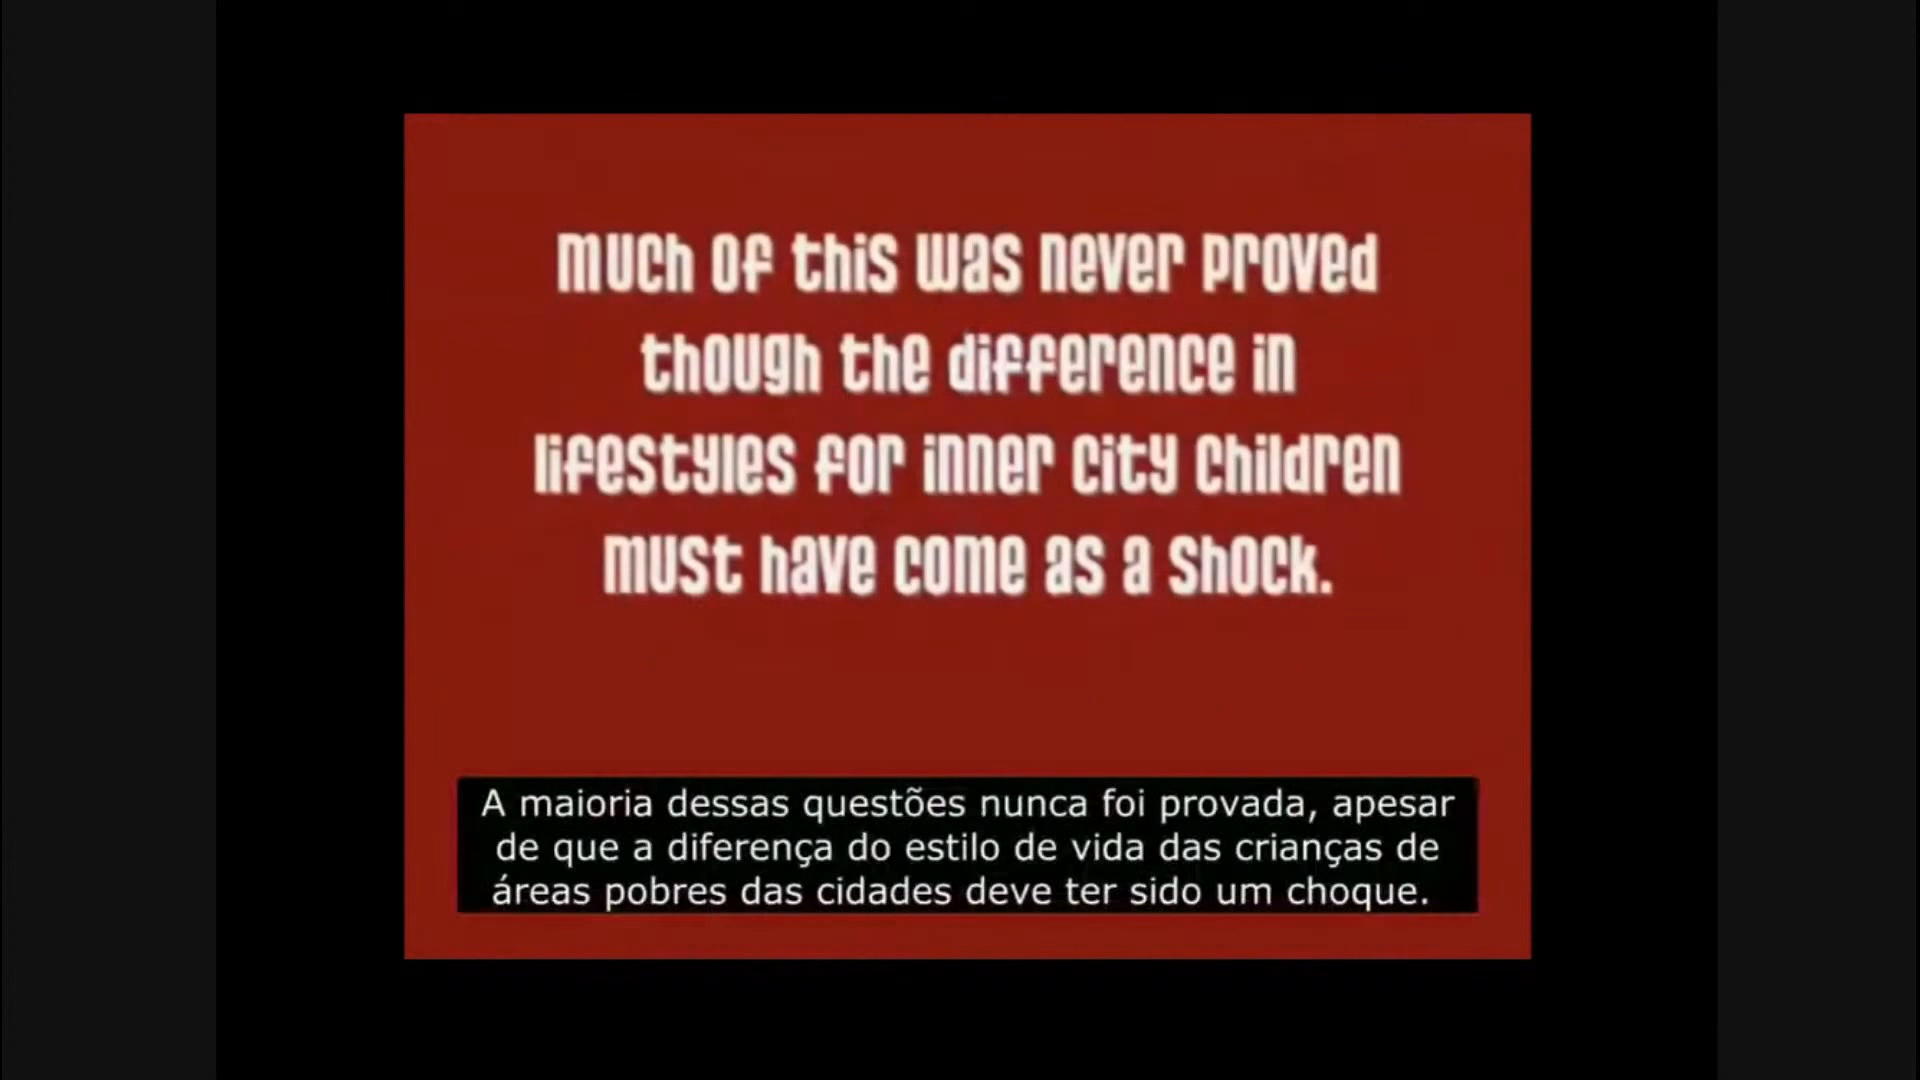 much of this was never proved
though the difference in
lifestyles for inner city children
must have come as a shock.
A maioria dessas questões nunca foi provada, apesar
de que a diferença do estilo de vida das crianças de
áreas pobres das cidades deve ter sido um choque.